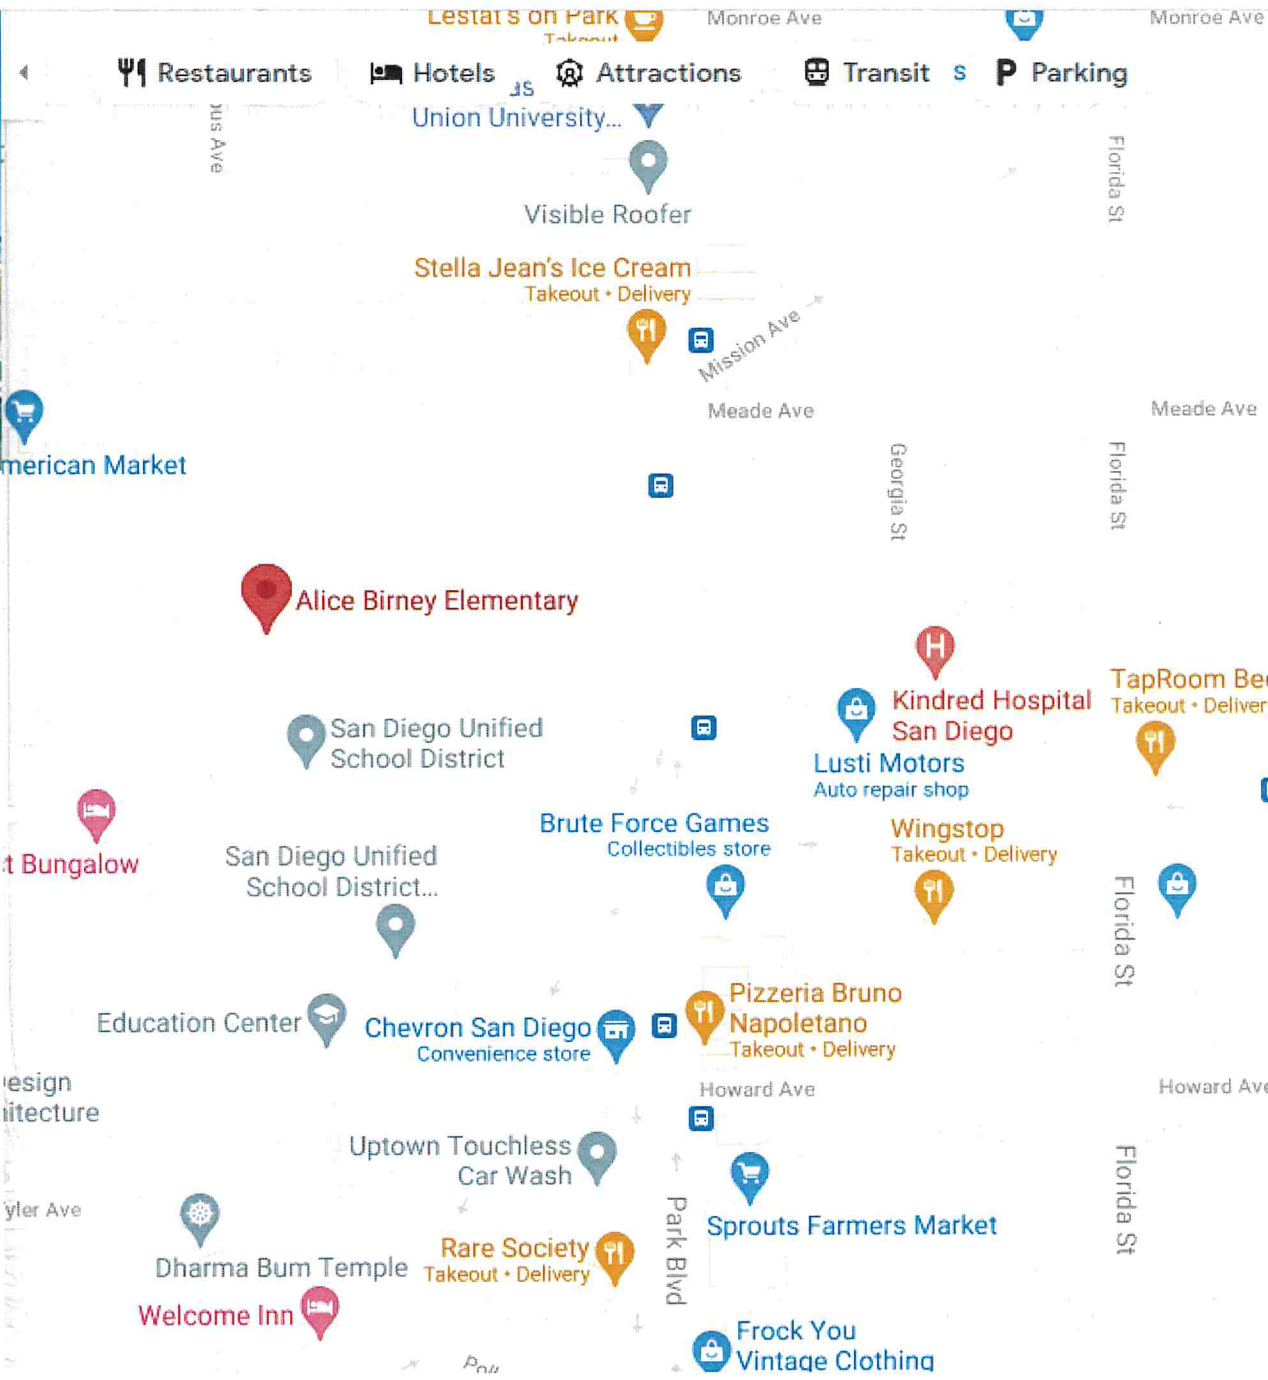 Lestat's on Park
Takeout
Monroe Ave
Monroe Ave
Restaurants
Hotels
Attractions
Transit
S
P Parking
Union University...
Visible Roofer
Florida St
Stella Jean's Ice Cream
Takeout • Delivery
Mission Ave
Meade Ave
Meade Ave
merican Market
Georgia St
Florida St
Alice Birney Elementary
H
Kindred Hospital
San Diego
TapRoom Bee
Takeout • Deliver
San Diego Unified
School District
Lusti Motors
Auto repair shop
Brute Force Games
Collectibles store
Wingstop
Takeout • Delivery
t Bungalow
San Diego Unified
School District...
Florida St
Pizzeria Bruno
Napoletano
Takeout • Delivery
Education Center
Chevron San Diego
Convenience store
esign
itecture
Howard Ave
Howard Ave
Uptown Touchless
Car Wash
Florida St
yler Ave
Park Blvd
Sprouts Farmers Market
Dharma Bum Temple
Rare Society
Takeout • Delivery
Welcome Inn
Frock You
Vintage Clothing